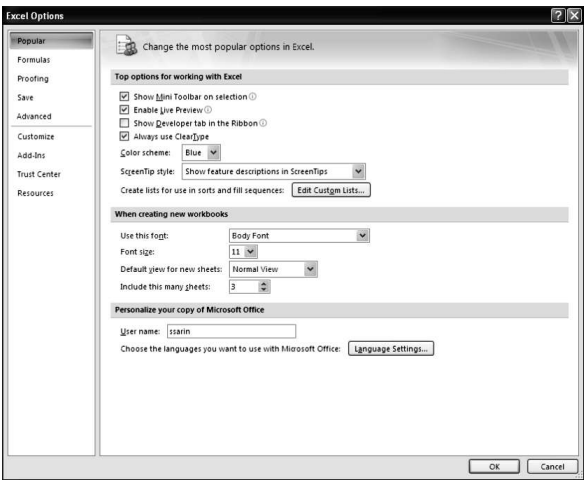 Excel Options
Popular
Formulas
Proofing
Save
Advanced
Customize
Add-Ins
Trust Center
Resources
Change the most popular options in Excel.
Top options for working with Excel
Show Mini Toolbar on selection
Enable Live Preview
Show Developer tab in the Ribbon
Always use ClearType
Color scheme: Blue
ScreenTip style: Show feature descriptions in ScreenTips
Create lists for use in sorts and fill sequences: Edit Custom Lists...
When creating new workbooks
Use this font: Body Font
Font size: 11
Default view for new sheets: Normal View
Include this many sheets: 3
Personalize your copy of Microsoft Office
User name: ssarin
Choose the languages you want to use with Microsoft Office: Language Settings...
OK Cancel